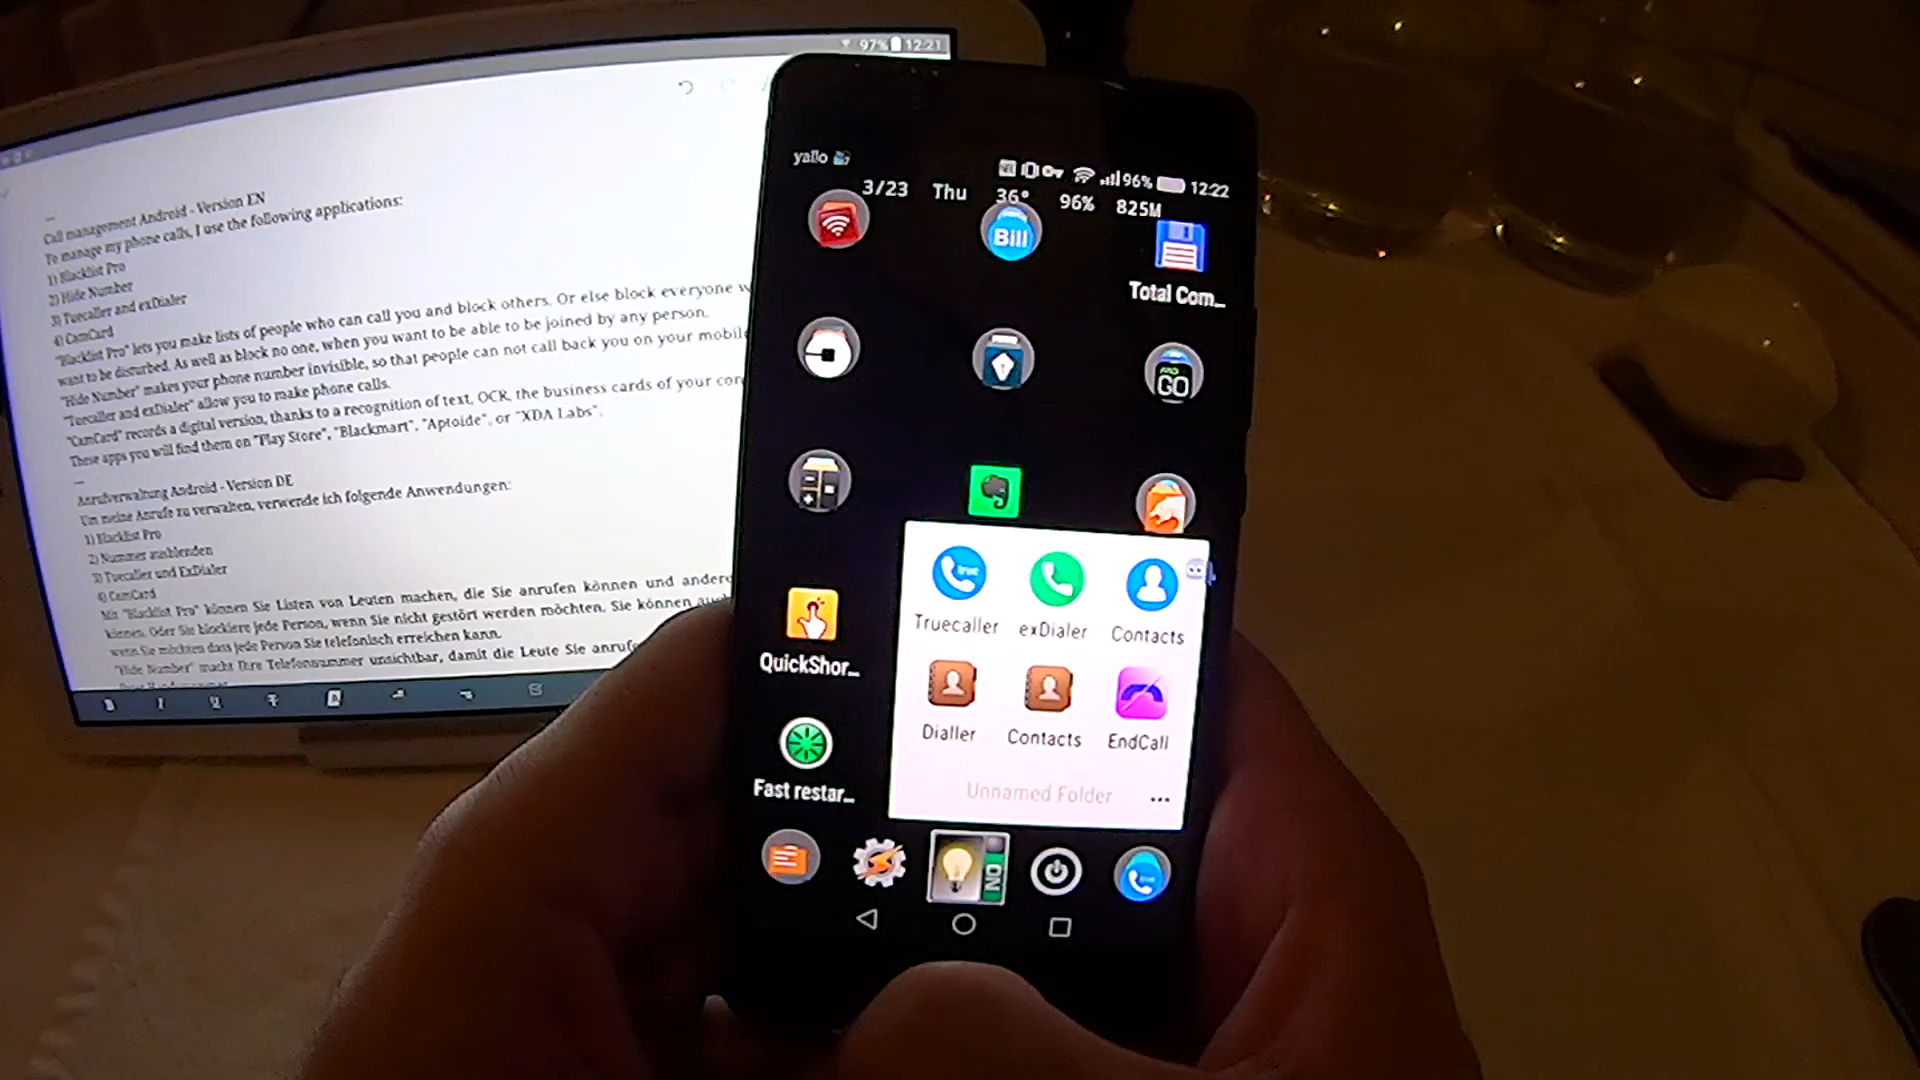 97% 12:21
Call management Android - Version EN
To manage my phone calls, I use the following applications:
1) Blacklist Pro
2) Hide Number
3) Tuecaller and exDialer
4) CamCard
"Blacklist Pro" lets you make lists of people who can call you and block others. Or else block everyone w
want to be disturbed. As well as block no one, when you want to be able to be joined by any person.
"Hide Number" makes your phone number invisible, so that people can not call back you on your mobile
"Tuecaller and exDialer" allow you to make phone calls.
"CamCard" records a digital version, thanks to a recognition of text, OCR, the business cards of your con
These apps you will find them on "Play Store", "Blackmart", "Aptoide", or "XDA Labs".
Anrufverwaltung Android - Version DE
Um meine Anrufe zu verwalten, verwende ich folgende Anwendungen:
1) Blacklist Pro
2) Nummer ausblenden
3) Tuecaller und ExDialer
4) CamCard
Mit "Blacklist Pro" können Sie Listen von Leuten machen, die Sie anrufen können und andere
können. Oder Sie blockiere jede Person, wenn Sie nicht gestört werden möchten. Sie können auch
wenn Sie möchten dass jede Person Sie telefonisch erreichen kann.
"Hide Number" macht Ihre Telefonnummer unsichtbar, damit die Leute Sie anrufe
yallo
96% 12:22
3/23 Thu 36° 96% 825M
Bill
Total Com...
GO
QuickShor...
Fast restar...
true
Truecaller exDialer Contacts
Dialler Contacts EndCall
Unnamed Folder
ON
true